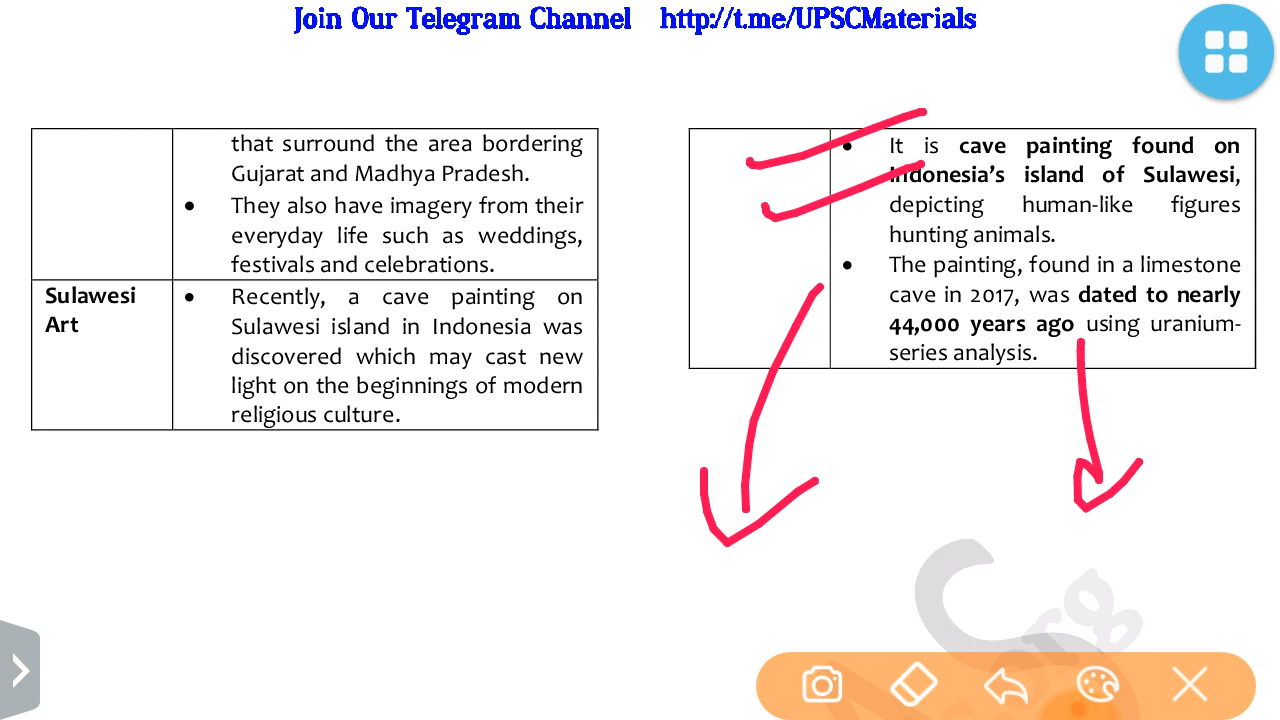 Join Our Telegram Channel http://t.me/UPSCMaterials
that surround the area bordering
Gujarat and Madhya Pradesh.
• They also have imagery from their
everyday life such as weddings,
festivals and celebrations.
Sulawesi
Art
• Recently, a cave painting on
Sulawesi island in Indonesia was
discovered which may cast new
light on the beginnings of modern
religious culture.
• It is cave painting found on
Indonesia’s island of Sulawesi,
depicting human-like figures
hunting animals.
• The painting, found in a limestone
cave in 2017, was dated to nearly
44,000 years ago using uranium-
series analysis.